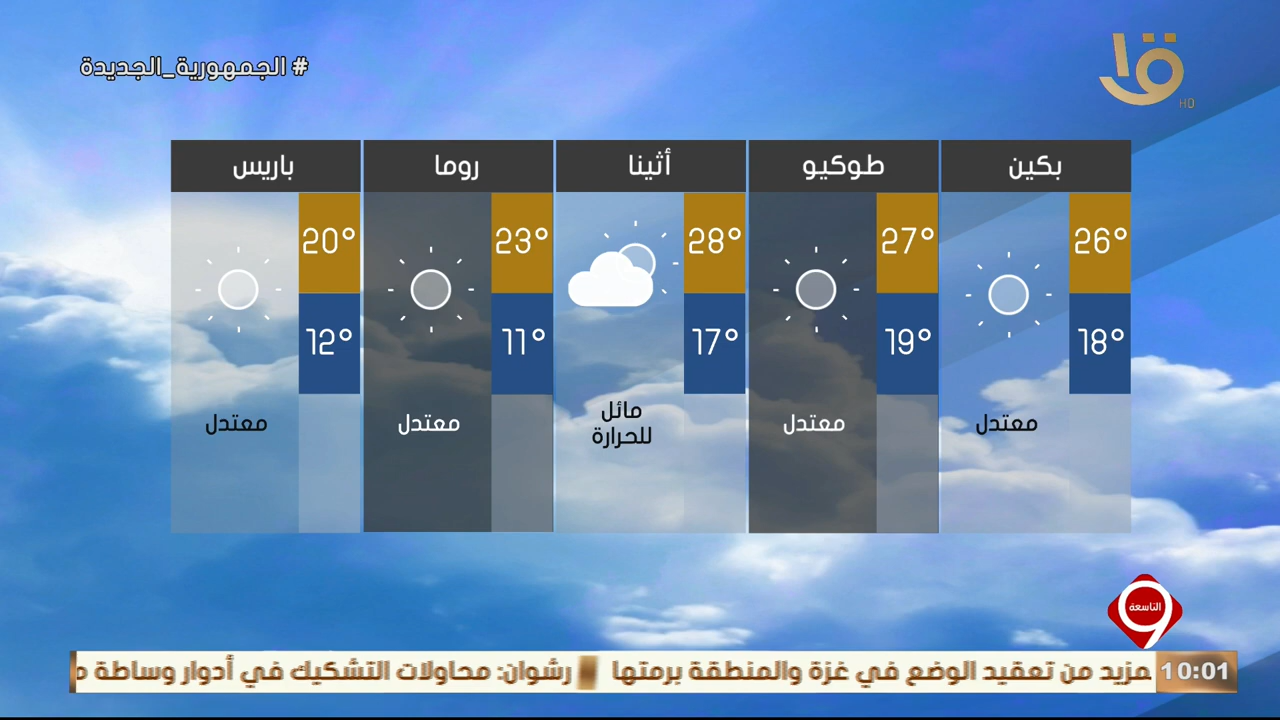 #الجمهورية_الجديدة
HD
بكين
26°
18°
معتدل
طوكيو
27°
19°
معتدل
أثينا
28°
17°
مائل
للحرارة
روما
23°
11°
معتدل
باريس
20°
12°
معتدل
التاسعة
9
10:01
مزيد من تعقيد الوضع في غزة والمنطقة برمتها
رشوان: محاولات التشكيك في أدوار وساطة